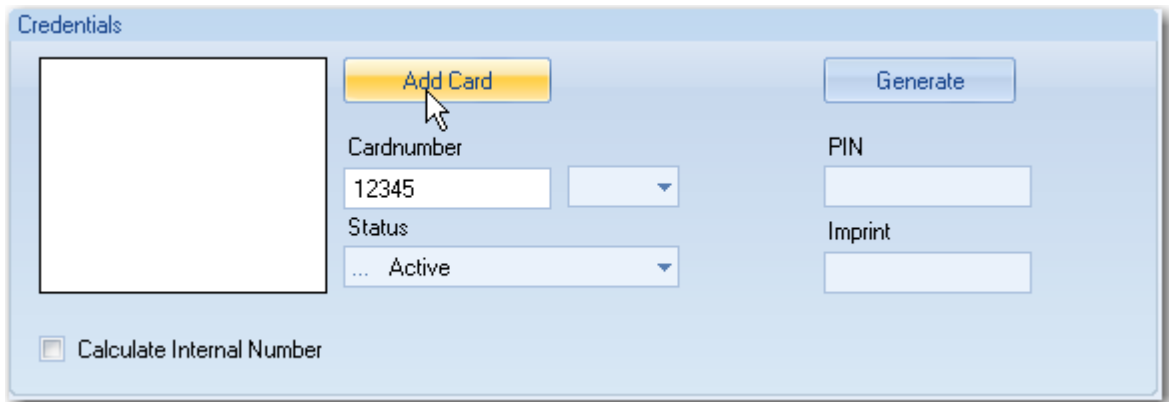 Credentials
Add Card
Generate
Cardnumber
PIN
12345
Status
Imprint
... Active
Calculate Internal Number